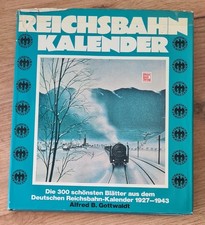 REICHSBAHN
KALENDER
Die 300 schönsten Blätter aus dem
Deutschen Reichsbahn-Kalender 1927-1943
Alfred B. Gottwaldt